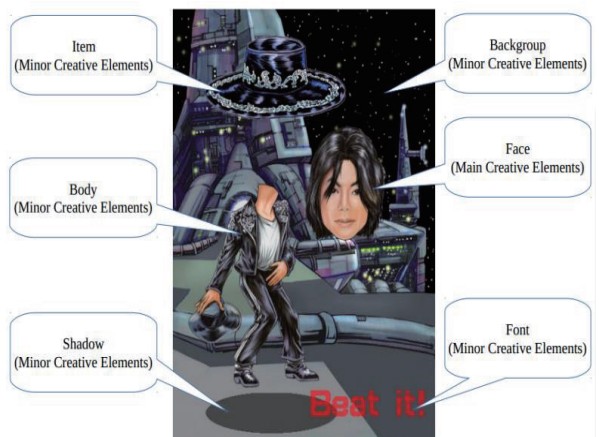 Item
(Minor Creative Elements)
Backgroup
(Minor Creative Elements)
Face
(Main Creative Elements)
Body
(Minor Creative Elements)
Shadow
(Minor Creative Elements)
Font
(Minor Creative Elements)
Beat it!